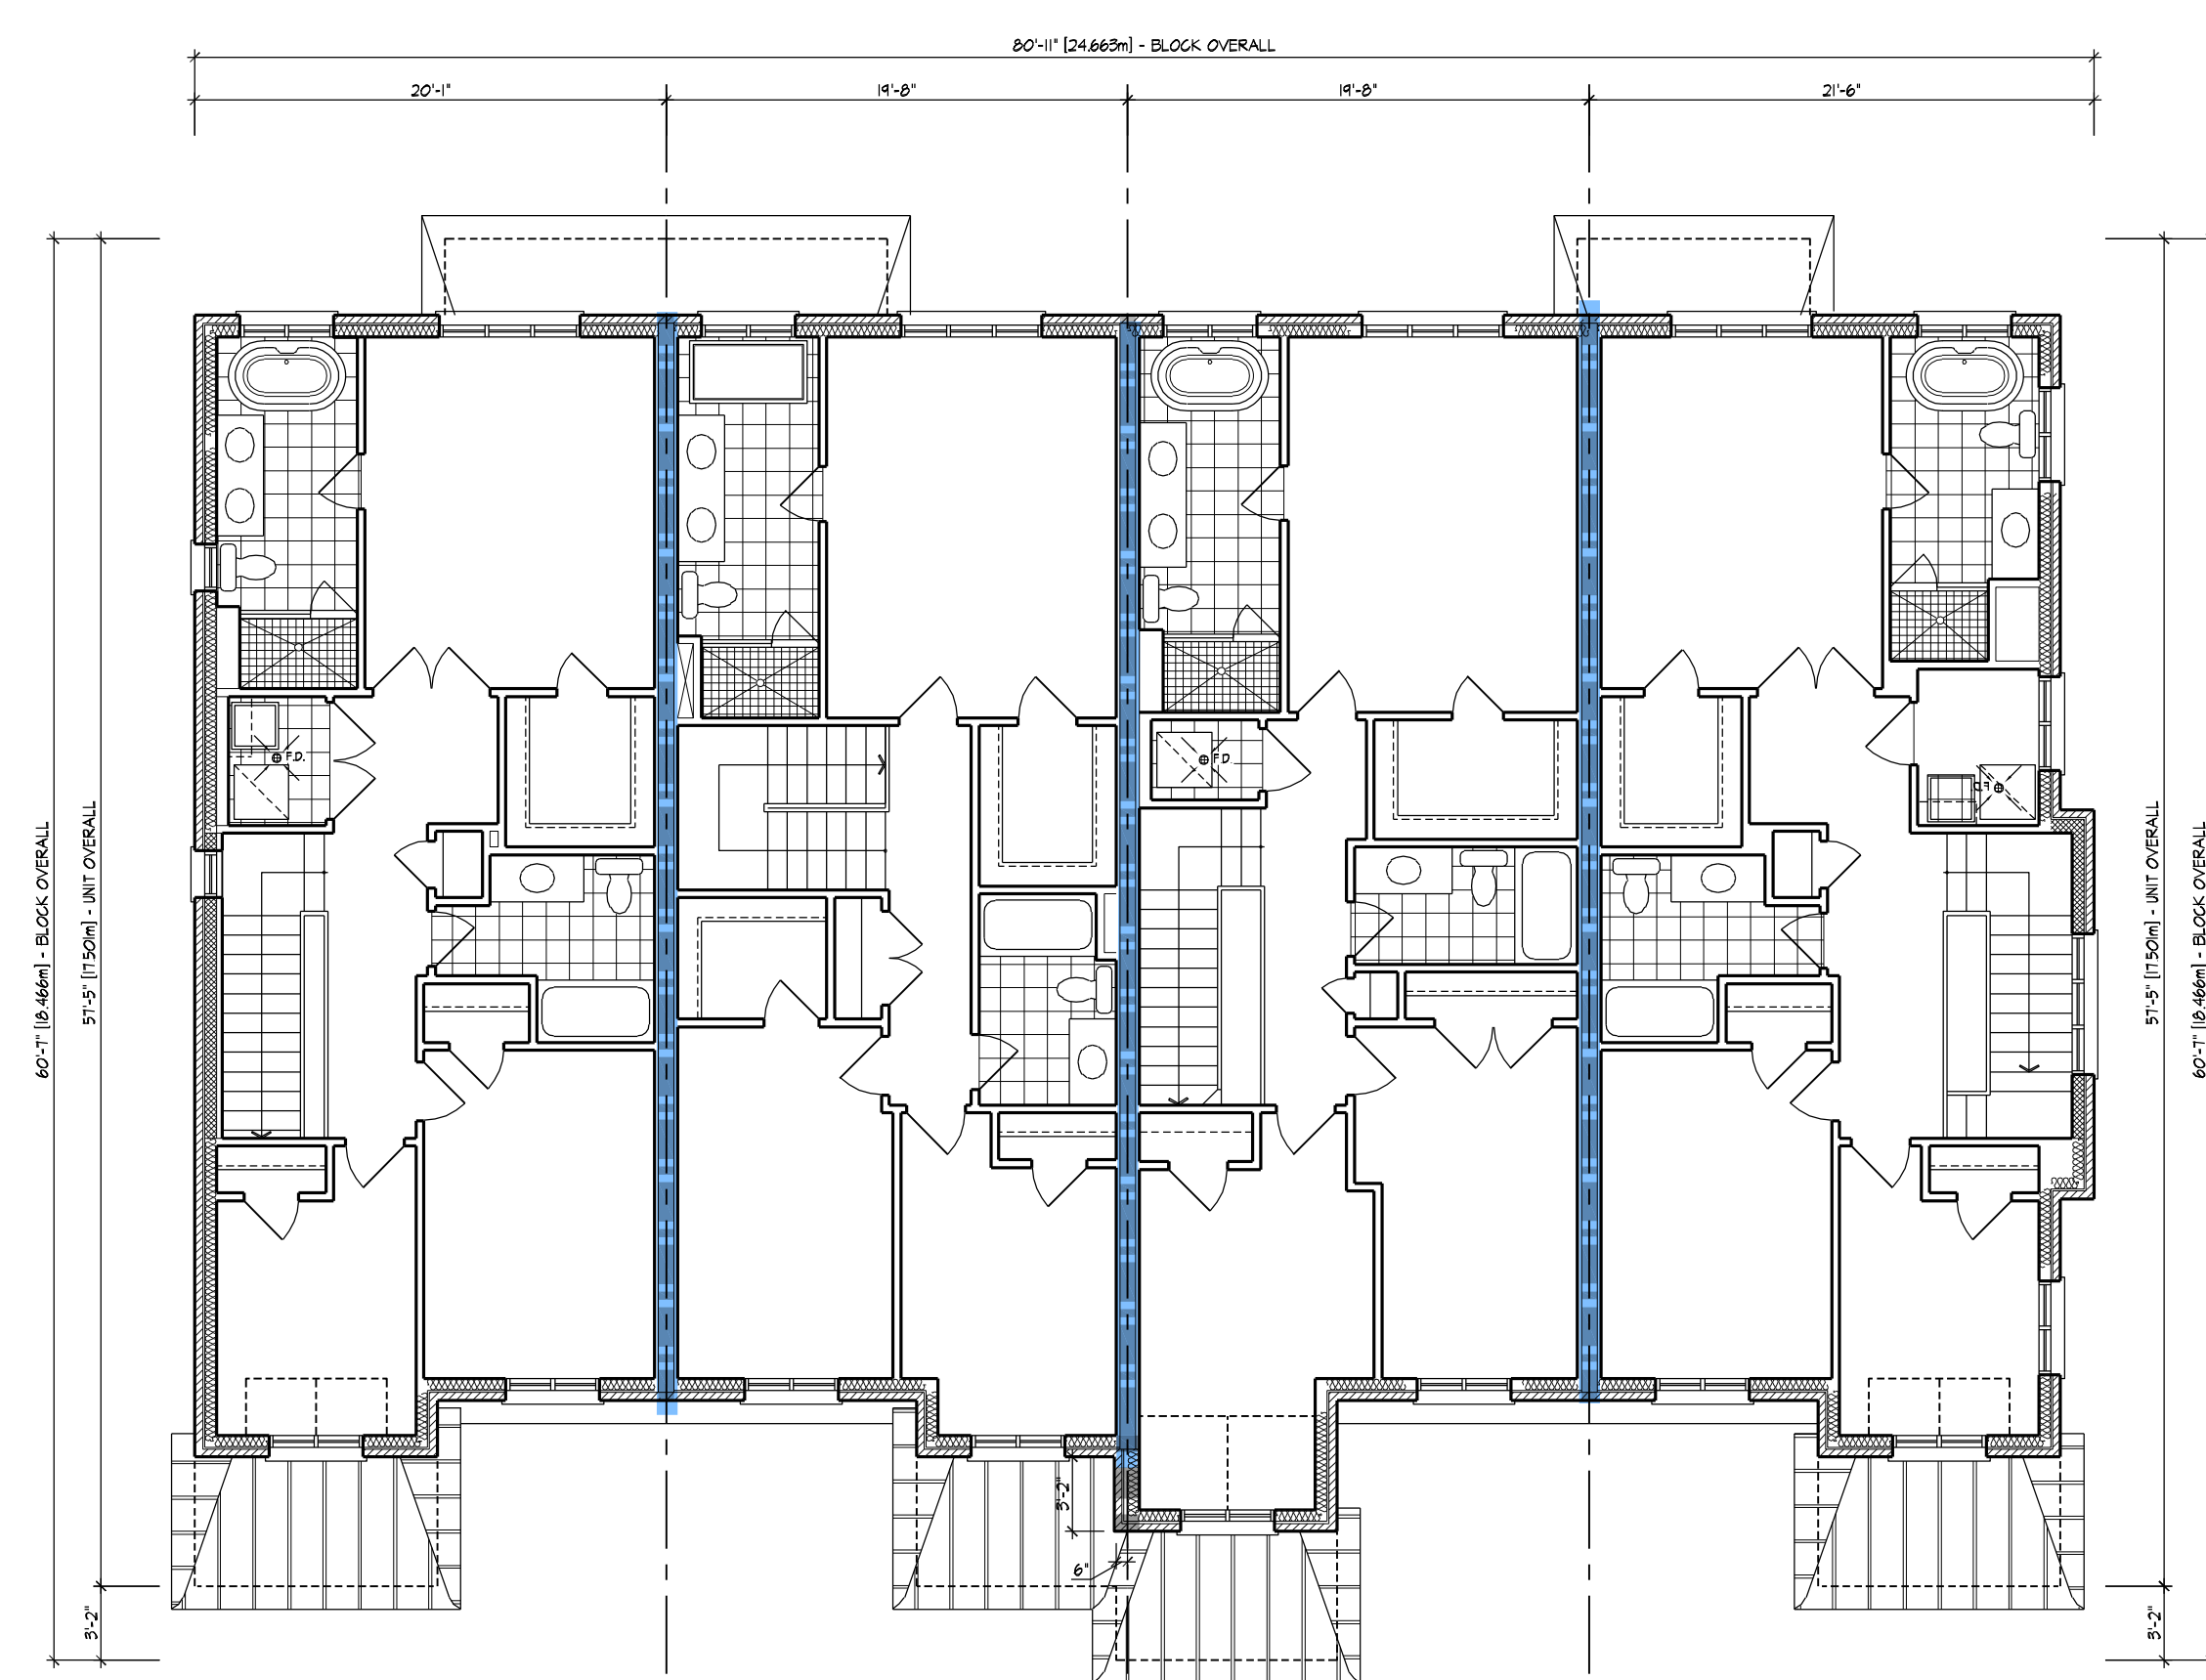 80'-11" [24.663m] - BLOCK OVERALL
20'-1"
19'-8"
19'-8"
21'-6"
60'-7" [18.466m] - BLOCK OVERALL
57'-5" [17.501m] - UNIT OVERALL
F.D.
F.D.
F.D.
57'-5" [17.501m] - UNIT OVERALL
60'-7" [18.466m] - BLOCK OVERALL
3'-2"
6"
3'-2"
3'-2"